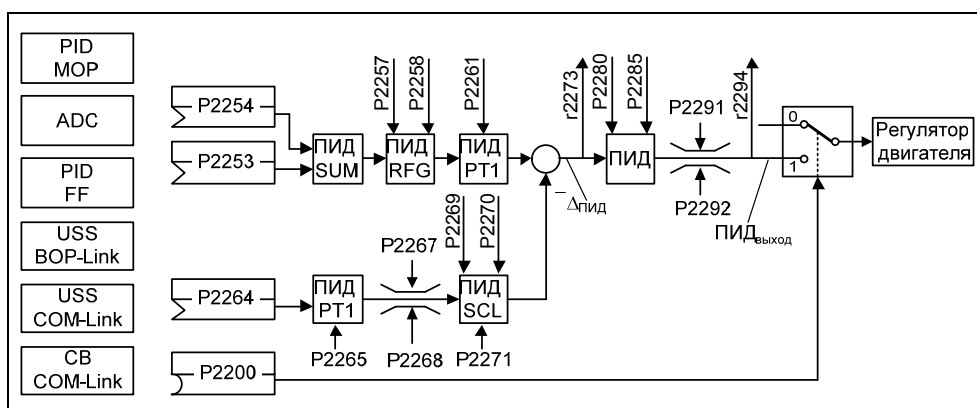 PID
MOP
ADC
PID
FF
USS
BOP-Link
USS
COM-Link
CB
COM-Link
P2254
P2253
P2264
P2200
ПИД
SUM
P2257
P2258
ПИД
RFG
P2261
ПИД
PT1
r2273
−
Δпид
P2280
P2285
ПИД
P2291
P2292
r2294
ПИДвыход
0
1
Регулятор
двигателя
ПИД
PT1
P2265
P2267
P2268
P2269
P2270
ПИД
SCL
P2271